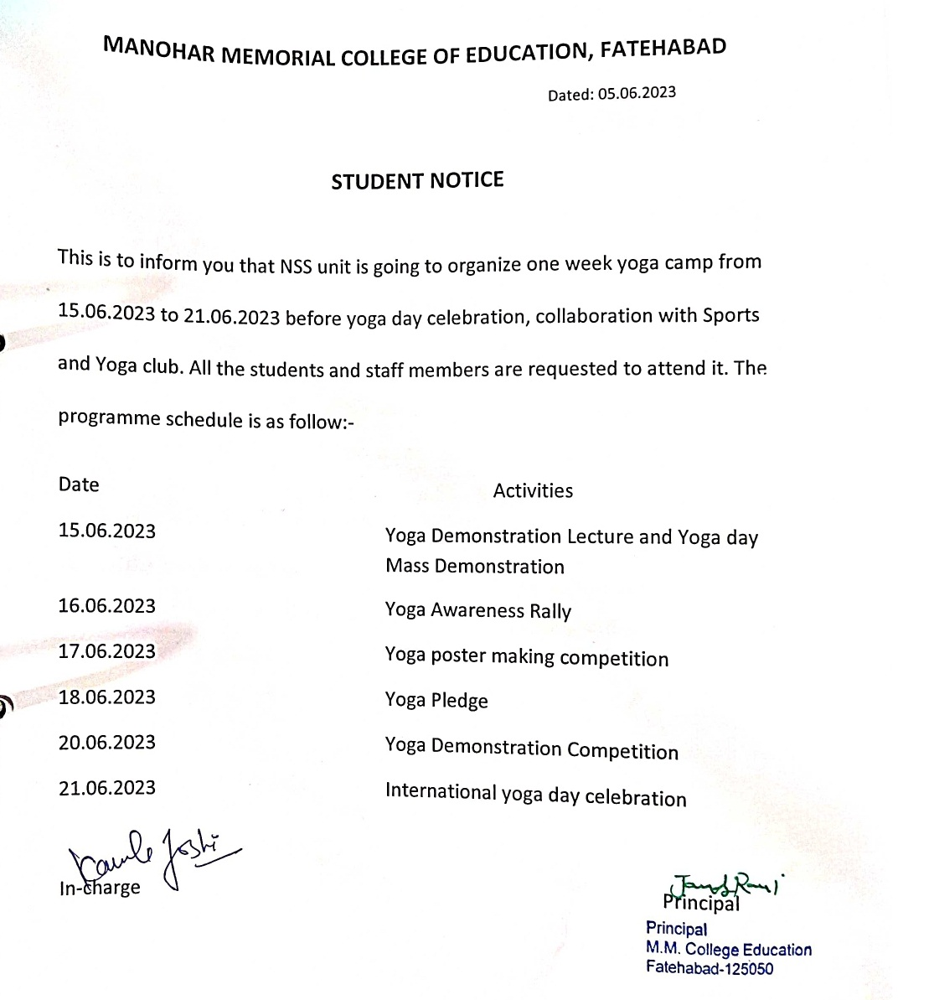 MANOHAR MEMORIAL COLLEGE OF EDUCATION, FATEHABAD
Dated: 05.06.2023
STUDENT NOTICE
This is to inform you that NSS unit is going to organize one week yoga camp from
15.06.2023 to 21.06.2023 before yoga day celebration, collaboration with Sports
and Yoga club. All the students and staff members are requested to attend it. The
programme schedule is as follow:-
Date Activities
15.06.2023 Yoga Demonstration Lecture and Yoga day
Mass Demonstration
16.06.2023 Yoga Awareness Rally
17.06.2023 Yoga poster making competition
18.06.2023 Yoga Pledge
20.06.2023 Yoga Demonstration Competition
21.06.2023 International yoga day celebration
Joshi
In-charge
Principal
Principal
M.M. College Education
Fatehabad-125050